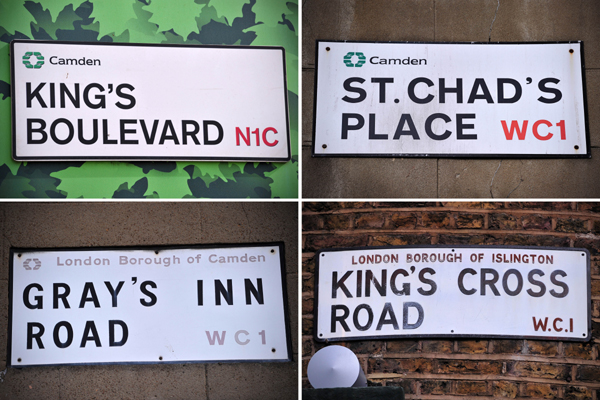 Camden
KING'S
BOULEVARD N1C
Camden
ST. CHAD'S
PLACE WC1
London Borough of Camden
GRAY'S INN
ROAD WC1
LONDON BOROUGH OF ISLINGTON
KING'S CROSS
ROAD W.C.1